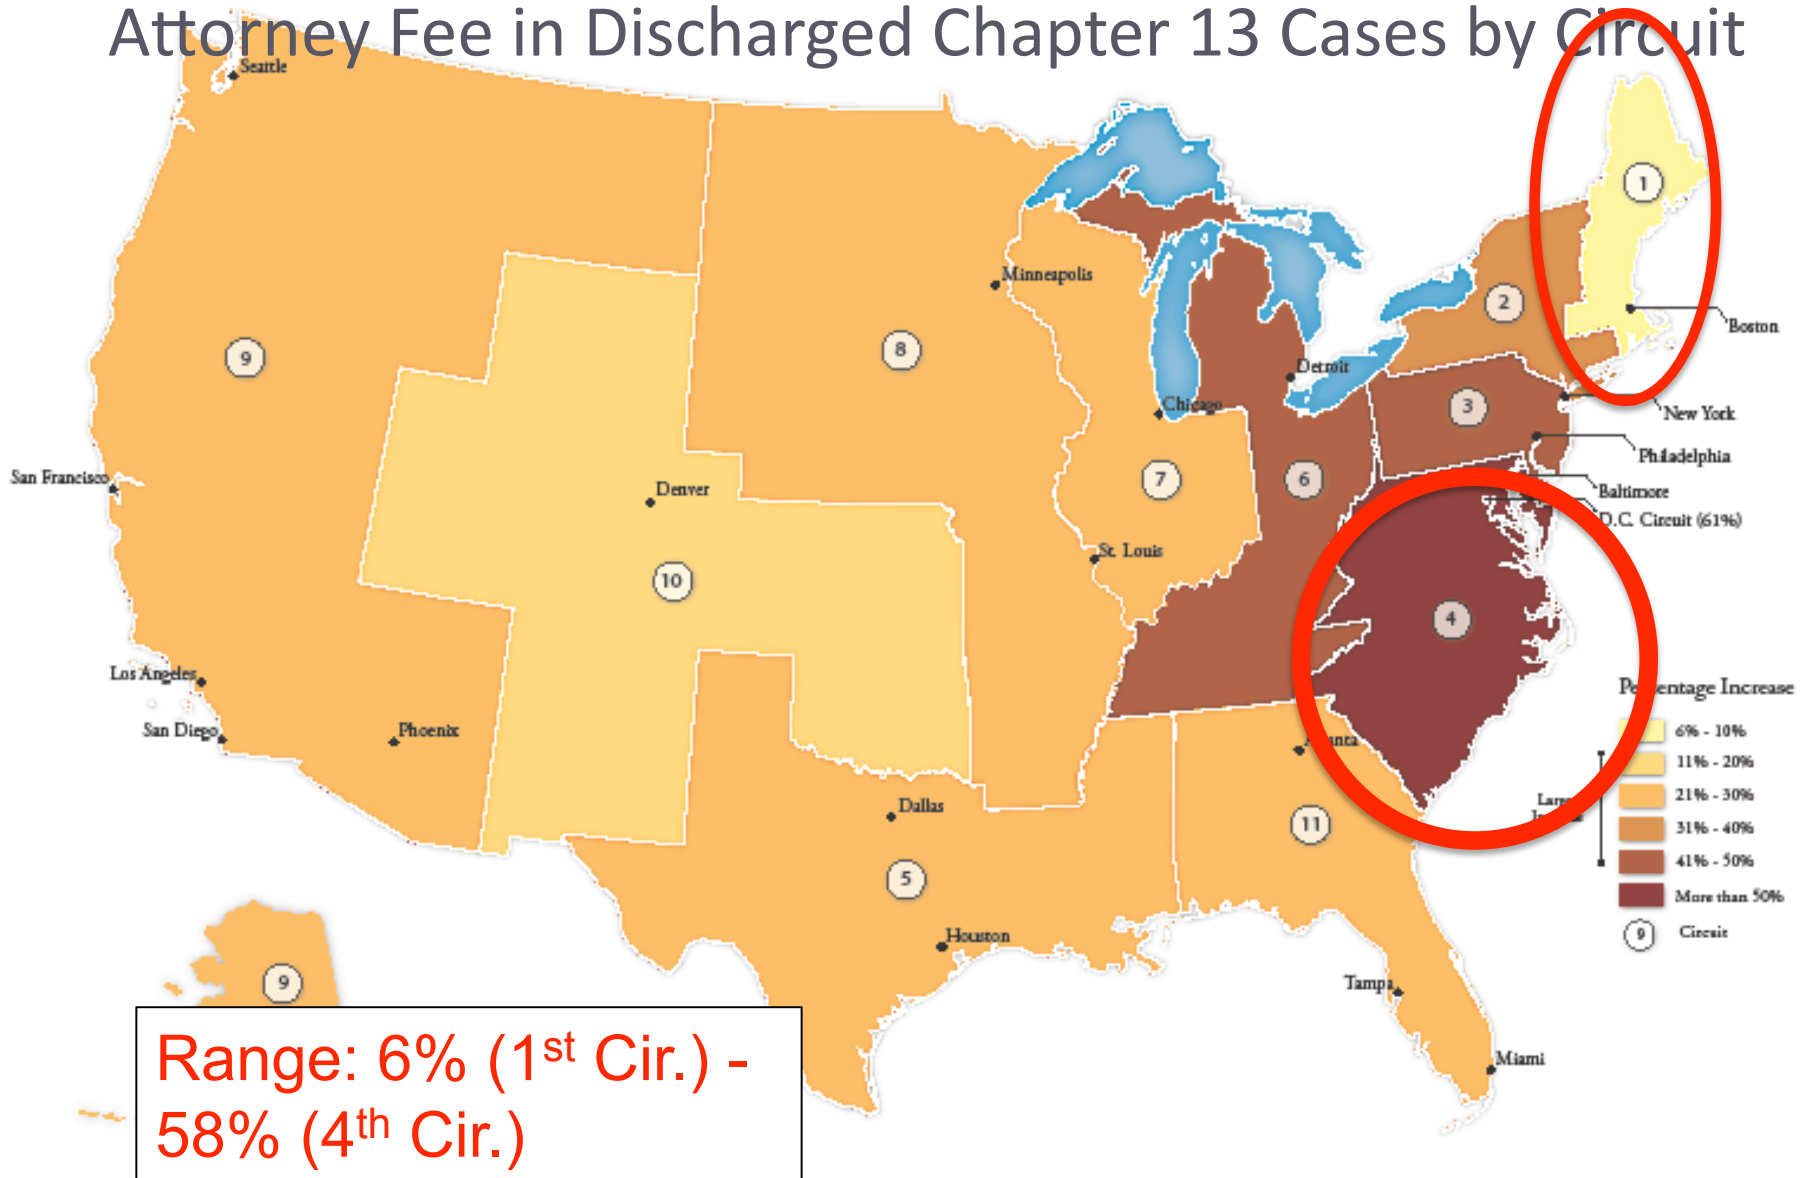 Attorney Fee in Discharged Chapter 13 Cases by Circuit
Seattle
1
Minneapolis
2
Boston
9
8
Detroit
Chicago
3
New York
Philadelphia
San Francisco
Denver
7
6
Baltimore
D.C. Circuit (61%)
St. Louis
10
4
Los Angeles
San Diego
Phoenix
Percentage Increase
6% - 10%
11% - 20%
21% - 30%
31% - 40%
41% - 50%
More than 50%
9 Circuit
Dallas
11
5
Houston
Tampa
Miami
9
Range: 6% (1st Cir.) -
58% (4th Cir.)